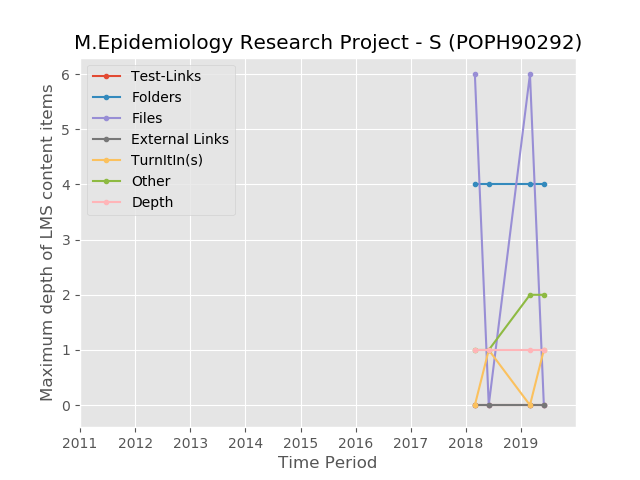 M.Epidemiology Research Project - S (POPH90292)
Maximum depth of LMS content items
6
5
4
3
2
1
0
Test-Links
Folders
Files
External Links
TurnItIn(s)
Other
Depth
2011 2012 2013 2014 2015 2016 2017 2018 2019
Time Period